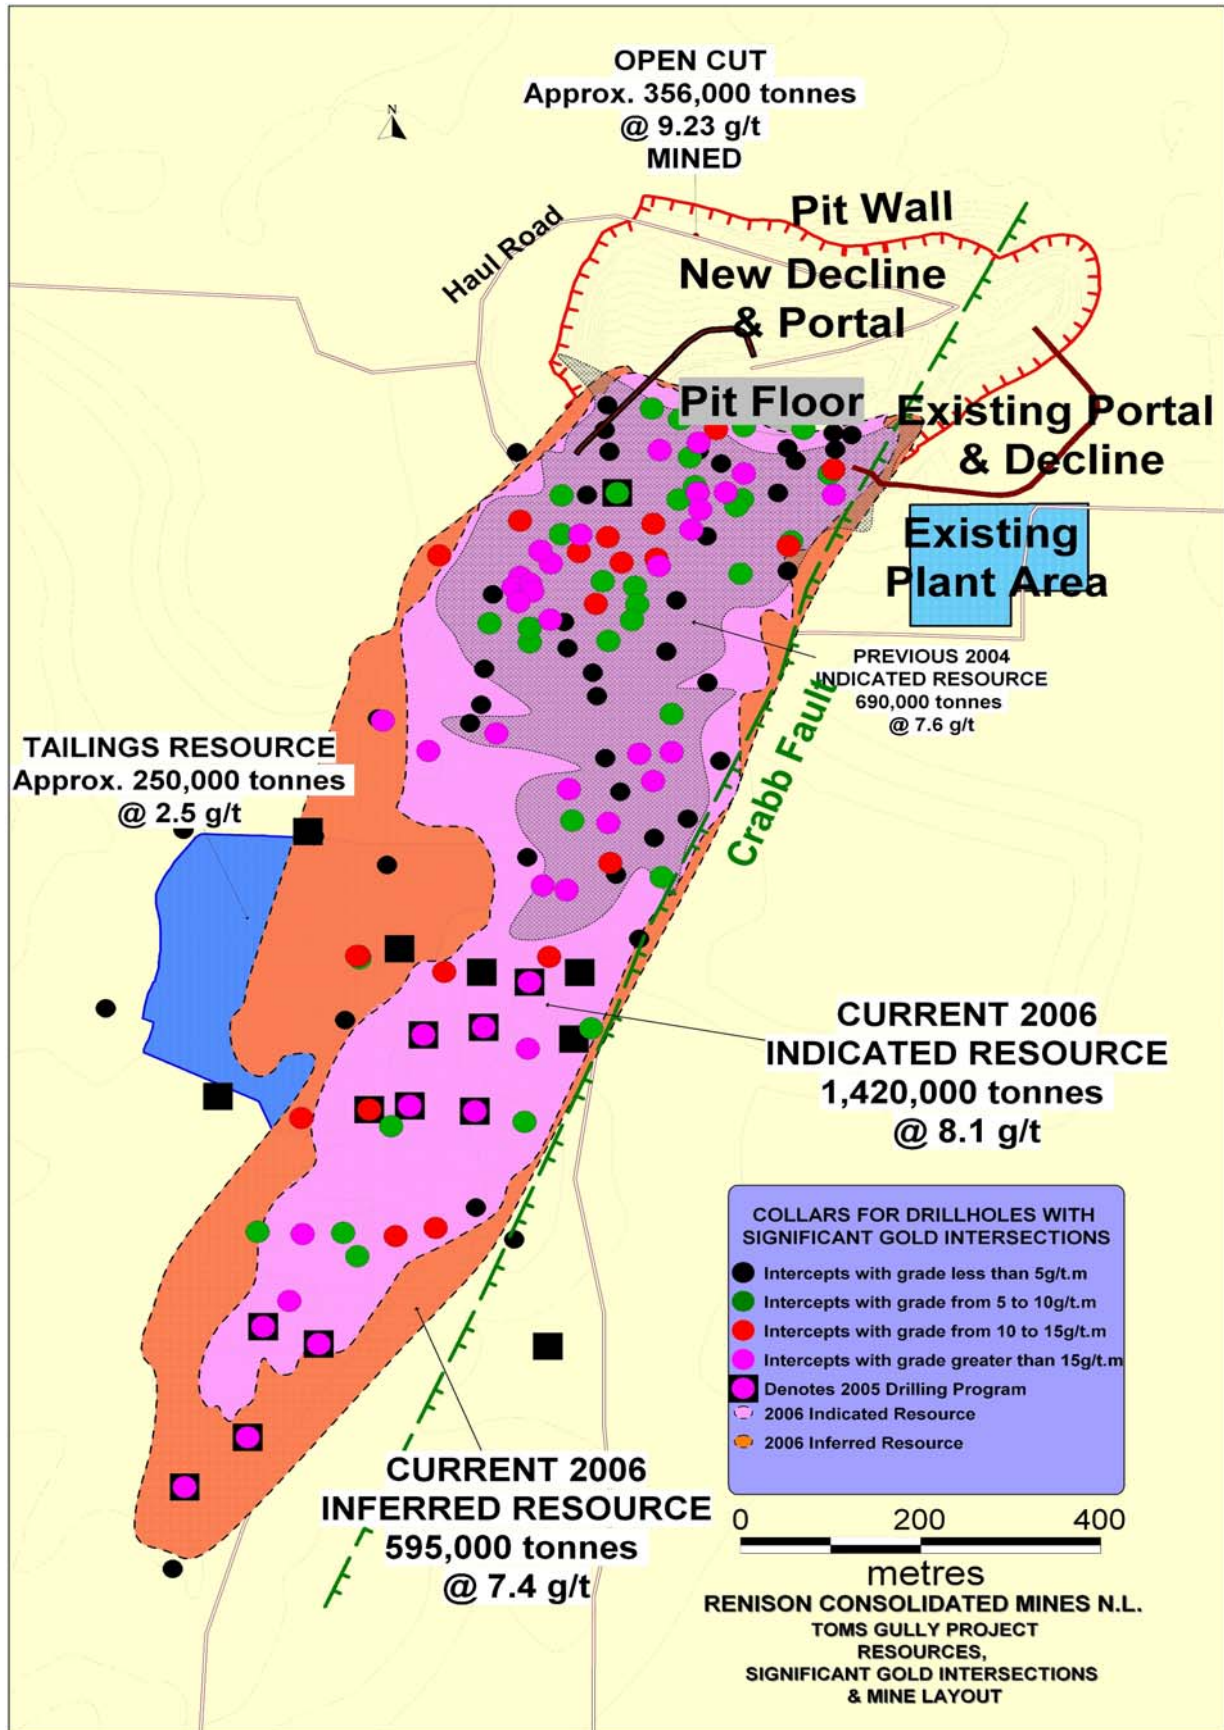 OPEN CUT
Approx. 356,000 tonnes
@ 9.23 g/t
MINED
N
Haul Road
Pit Wall
New Decline
& Portal
Pit Floor
Existing Portal
& Decline
Existing
Plant Area
PREVIOUS 2004
INDICATED RESOURCE
690,000 tonnes
@ 7.6 g/t
Crabb Fault
TAILINGS RESOURCE
Approx. 250,000 tonnes
@ 2.5 g/t
CURRENT 2006
INDICATED RESOURCE
1,420,000 tonnes
@ 8.1 g/t
COLLARS FOR DRILLHOLES WITH
SIGNIFICANT GOLD INTERSECTIONS
Intercepts with grade less than 5g/t.m
Intercepts with grade from 5 to 10g/t.m
Intercepts with grade from 10 to 15g/t.m
Intercepts with grade greater than 15g/t.m
Denotes 2005 Drilling Program
2006 Indicated Resource
2006 Inferred Resource
CURRENT 2006
INFERRED RESOURCE
595,000 tonnes
@ 7.4 g/t
0 200 400
metres
RENISON CONSOLIDATED MINES N.L.
TOMS GULLY PROJECT
RESOURCES,
SIGNIFICANT GOLD INTERSECTIONS
& MINE LAYOUT